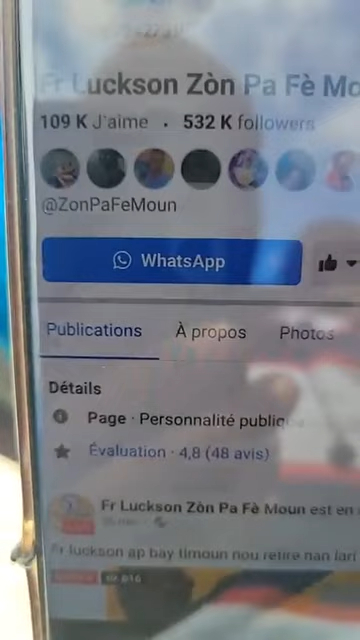 Fr Luckson Zòn Pa Fè Mo
109 K J'aime · 532 K followers
@ZonPaFeMoun
WhatsApp
Publications À propos Photos
Détails
Page · Personnalité publiq
Évaluation · 4,8 (48 avis)
Fr Luckson Zòn Pa Fè Moun est en
Fr luckson ap bay timoun nou retire nan lari